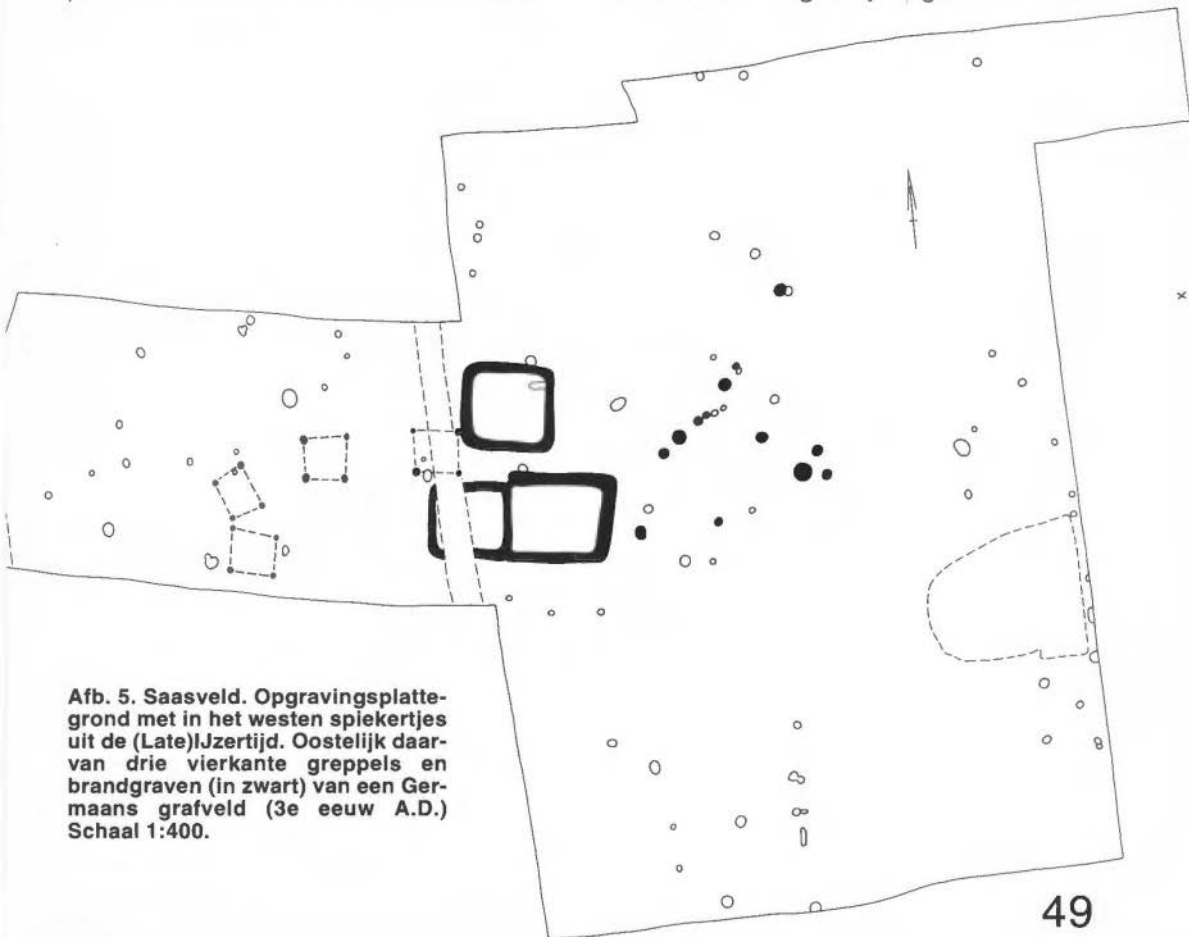 Afb. 5. Saasveld. Opgravingsplatte-
grond met in het westen spiekertjes
uit de (Late)IJzertijd. Oostelijk daar-
van drie vierkante greppels en
brandgraven (in zwart) van een Ger-
maans grafveld (3e eeuw A.D.)
Schaal 1:400.
49